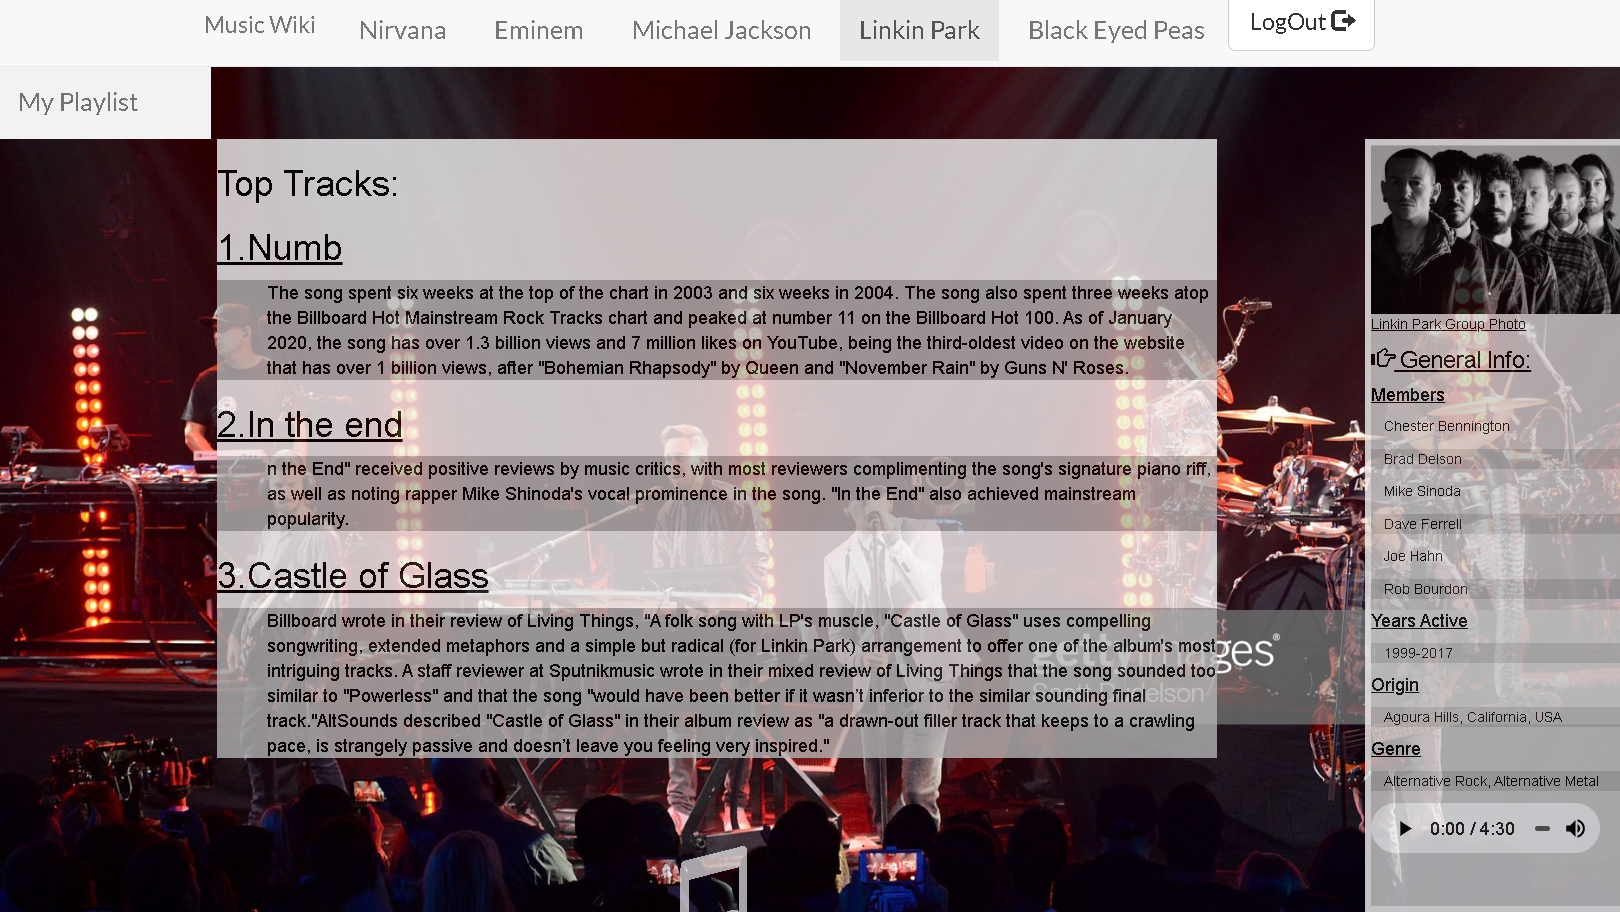 Music Wiki
Nirvana
Eminem
Michael Jackson
Linkin Park
Black Eyed Peas
LogOut
My Playlist
Top Tracks:
1.Numb
The song spent six weeks at the top of the chart in 2003 and six weeks in 2004. The song also spent three weeks atop
the Billboard Hot Mainstream Rock Tracks chart and peaked at number 11 on the Billboard Hot 100. As of January
2020, the song has over 1.3 billion views and 7 million likes on YouTube, being the third-oldest video on the website
that has over 1 billion views, after "Bohemian Rhapsody" by Queen and "November Rain" by Guns N' Roses.
2.In the end
n the End" received positive reviews by music critics, with most reviewers complimenting the song's signature piano riff,
as well as noting rapper Mike Shinoda's vocal prominence in the song. "In the End" also achieved mainstream
popularity.
3.Castle of Glass
Billboard wrote in their review of Living Things, "A folk song with LP's muscle, "Castle of Glass" uses compelling
songwriting, extended metaphors and a simple but radical (for Linkin Park) arrangement to offer one of the album's most
intriguing tracks. A staff reviewer at Sputnikmusic wrote in their mixed review of Living Things that the song sounded too
similar to "Powerless" and that the song "would have been better if it wasn't inferior to the similar sounding final
track."AltSounds described "Castle of Glass" in their album review as "a drawn-out filler track that keeps to a crawling
pace, is strangely passive and doesn't leave you feeling very inspired."
gettyimages®
Linkin Park Group Photo
General Info:
Members
Chester Bennington
Brad Delson
Mike Sinoda
Dave Ferrell
Joe Hahn
Rob Bourdon
Years Active
1999-2017
Origin
Agoura Hills, California, USA
Genre
Alternative Rock, Alternative Metal
0:00 / 4:30